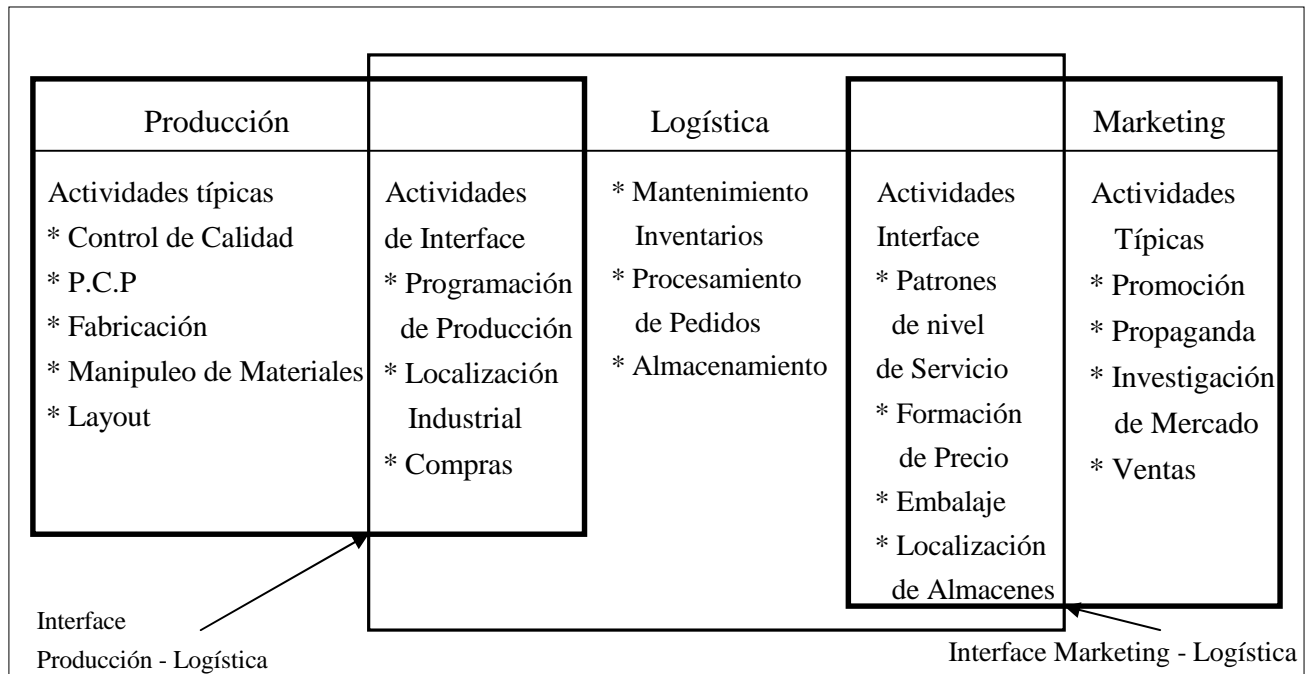 Producción
Logística
Marketing
Actividades típicas
* Control de Calidad
* P.C.P
* Fabricación
* Manipuleo de Materiales
* Layout
Actividades
de Interface
* Programación
de Producción
* Localización
Industrial
* Compras
* Mantenimiento
Inventarios
* Procesamiento
de Pedidos
* Almacenamiento
Actividades
Interface
* Patrones
de nivel
de Servicio
* Formación
de Precio
* Embalaje
* Localización
de Almacenes
Actividades
Típicas
* Promoción
* Propaganda
* Investigación
de Mercado
* Ventas
Interface
Producción - Logística
Interface Marketing - Logística